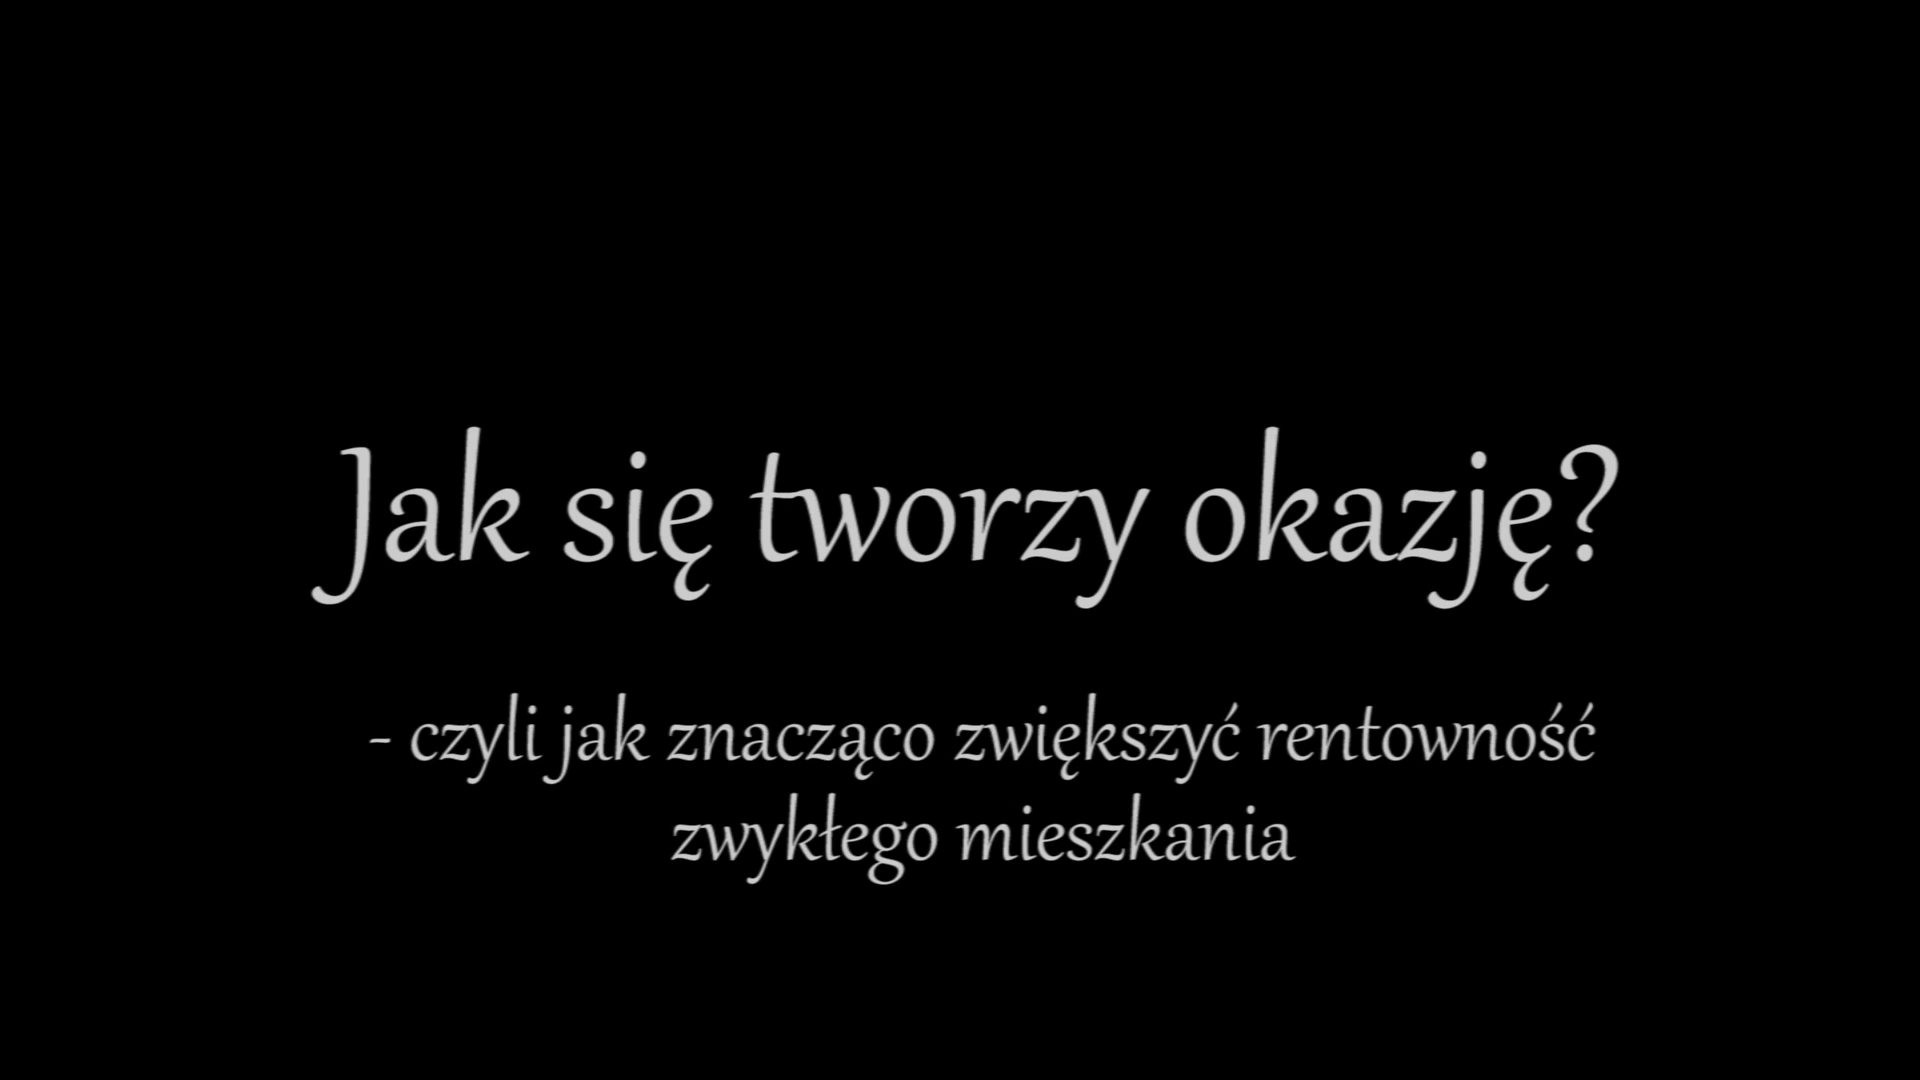 Jak się tworzy okazję?
- czyli jak znacząco zwiększyć rentowność
zwykłego mieszkania